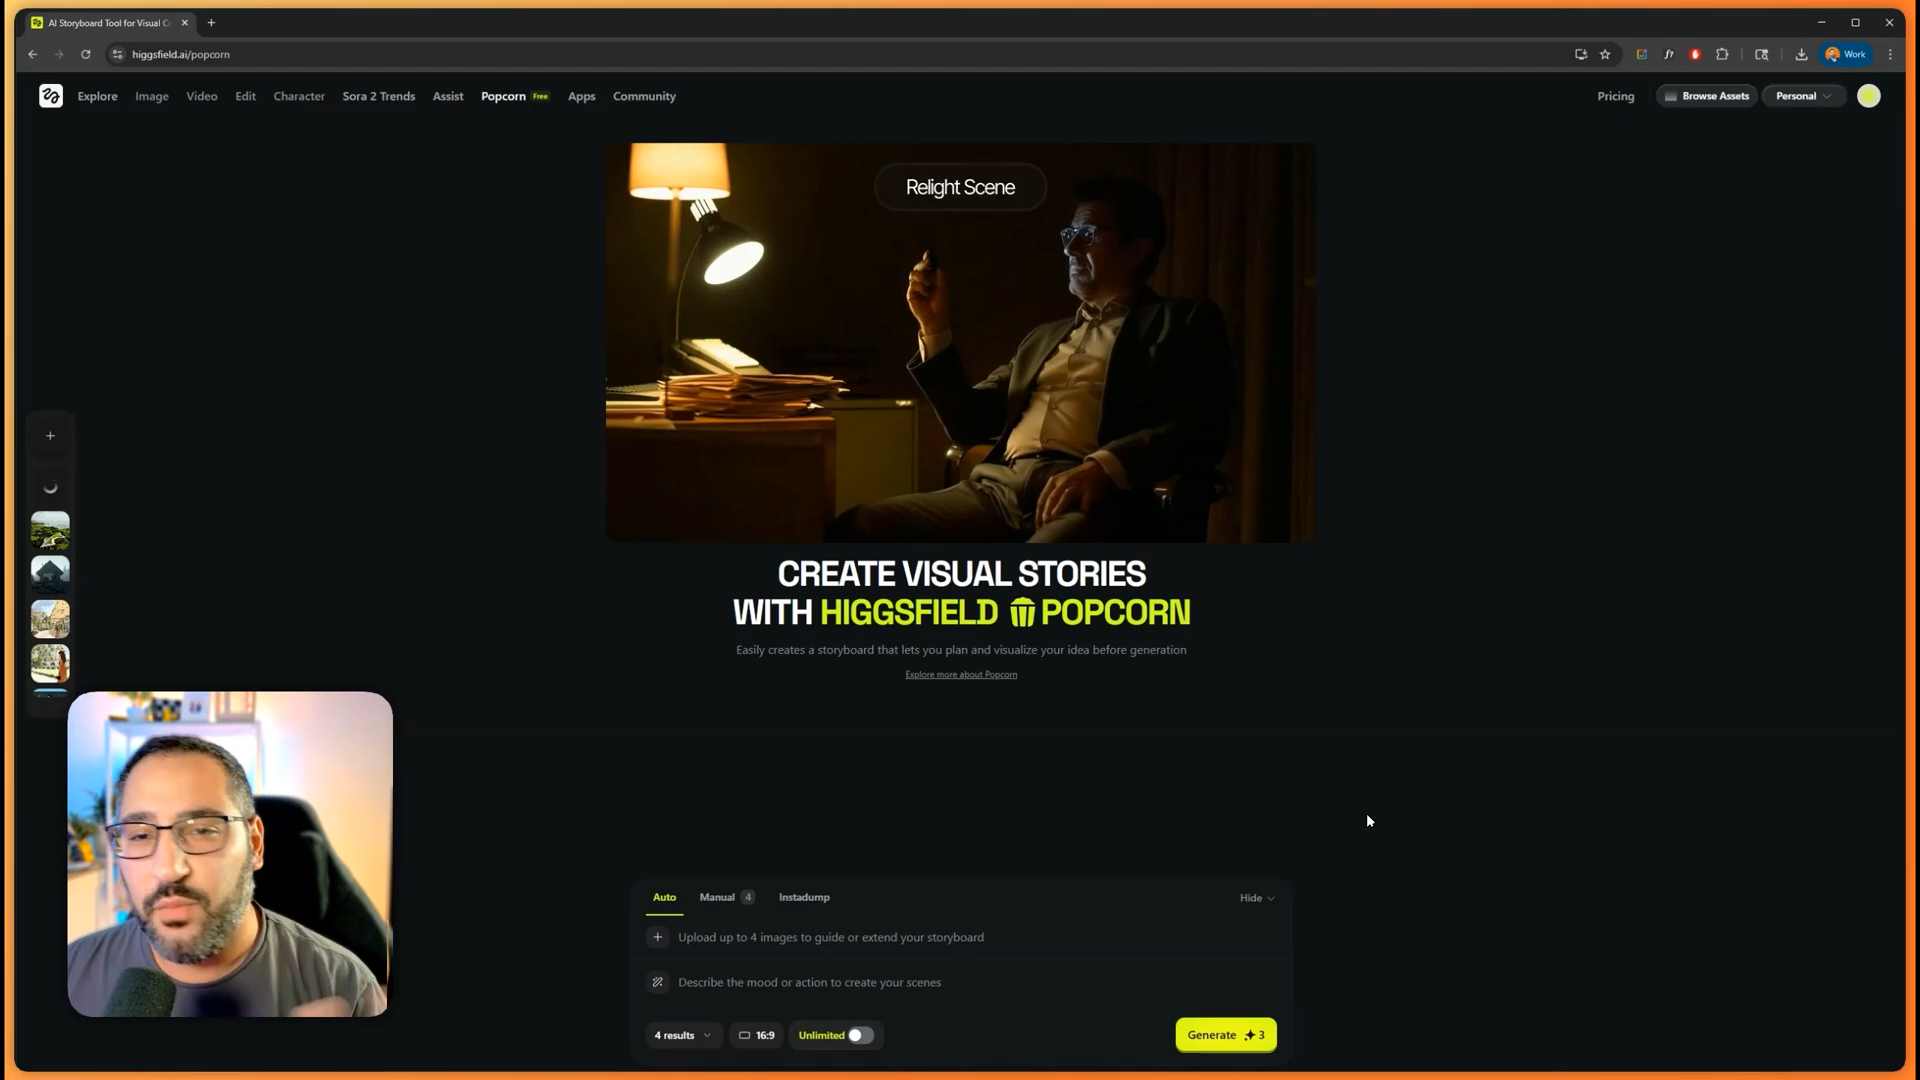 AI Storyboard Tool for Visual C
higgsfield.ai/popcorn
Work
Explore
Image
Video
Edit
Character
Sora 2 Trends
Assist
Popcorn
Free
Apps
Community
Pricing
Browse Assets
Personal
Relight Scene
CREATE VISUAL STORIES
WITH HIGGSFIELD POPCORN
Easily creates a storyboard that lets you plan and visualize your idea before generation
Explore more about Popcorn
Auto
Manual 4
Instadump
Hide
Upload up to 4 images to guide or extend your storyboard
Describe the mood or action to create your scenes
4 results
16:9
Unlimited
Generate 3